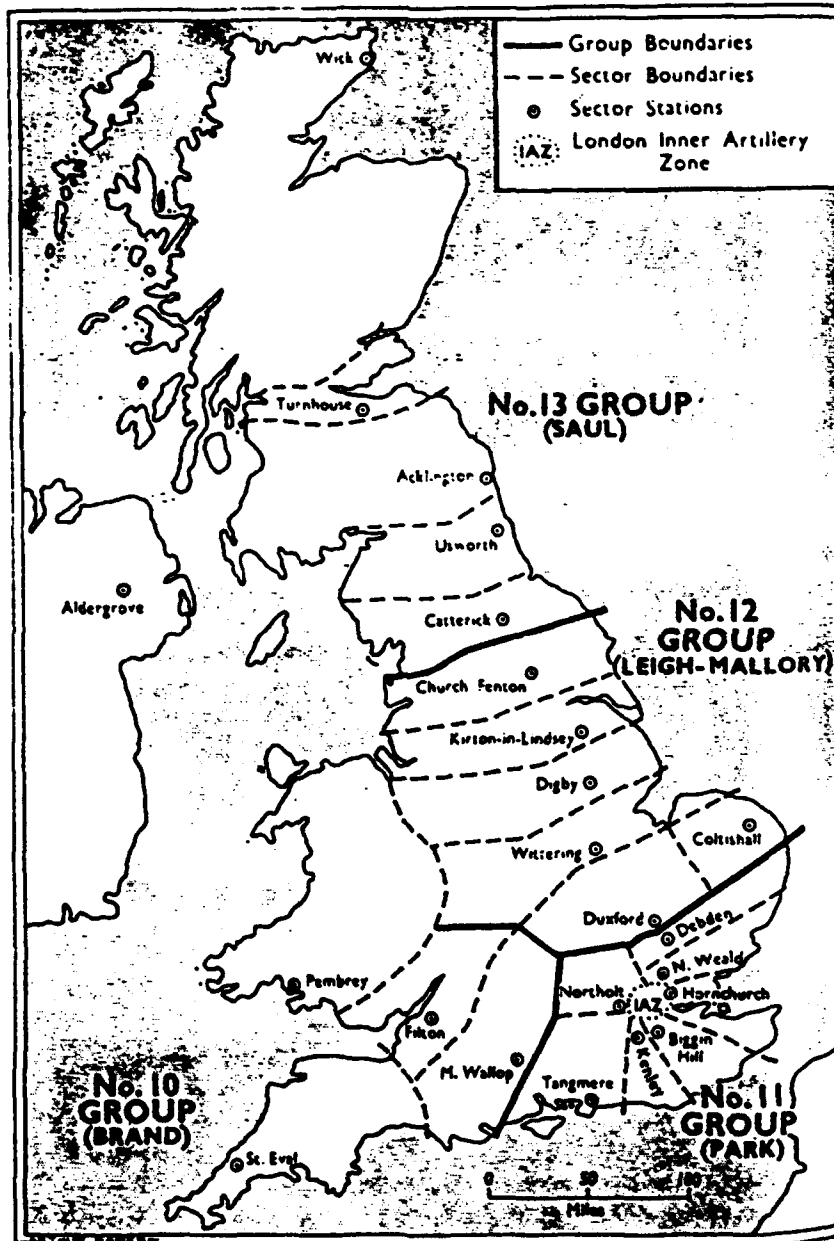 Group Boundaries
Sector Boundaries
Sector Stations
IAZ London Inner Artillery
Zone
Wick
Turnhouse
No.13 GROUP
(SAUL)
Acklington
Usworth
Aldergrove
Catterick
No.12
GROUP
(LEIGH-MALLORY)
Church Fenton
Kirton-in-Lindsey
Digby
Wittering
Coltishall
Duxford
Debden
N. Weald
Pembrey
Northolt
IAZ
Hornchurch
Filton
Biggin
Hill
Kenley
M. Wallop
Tangmere
No.10
GROUP
(BRAND)
No.11
GROUP
(PARK)
St. Eval
0 50 100
Miles